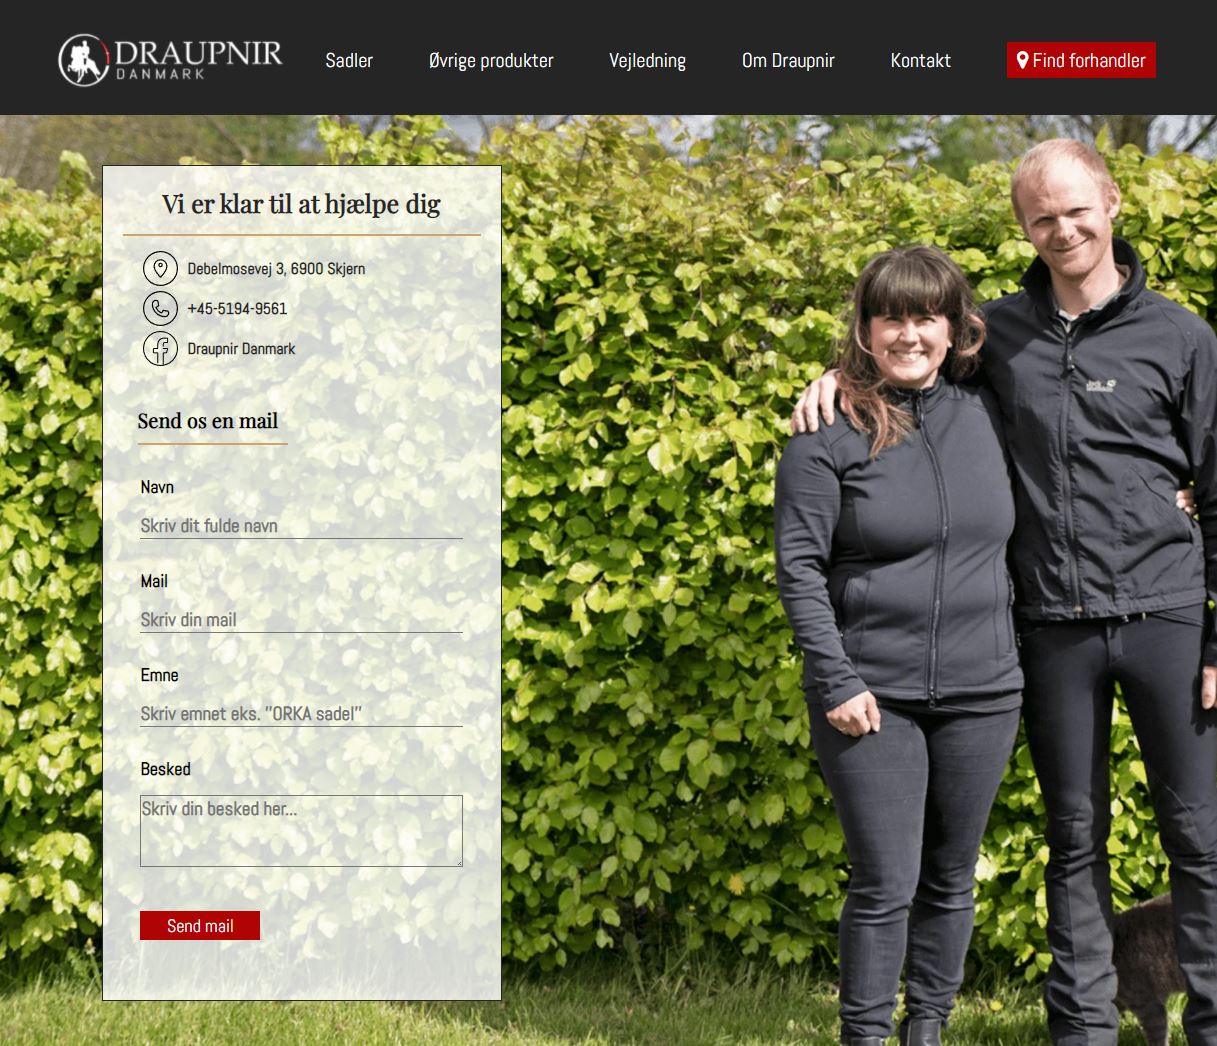 DRAUPNIR
DANMARK
Sadler
Øvrige produkter
Vejledning
Om Draupnir
Kontakt
Find forhandler
Vi er klar til at hjælpe dig
Debelmosevej 3, 6900 Skjern
+45-5194-9561
Draupnir Danmark
Send os en mail
Navn
Skriv dit fulde navn
Mail
Skriv din mail
Emne
Skriv emnet eks. "ORKA sadel"
Besked
Skriv din besked her...
Send mail